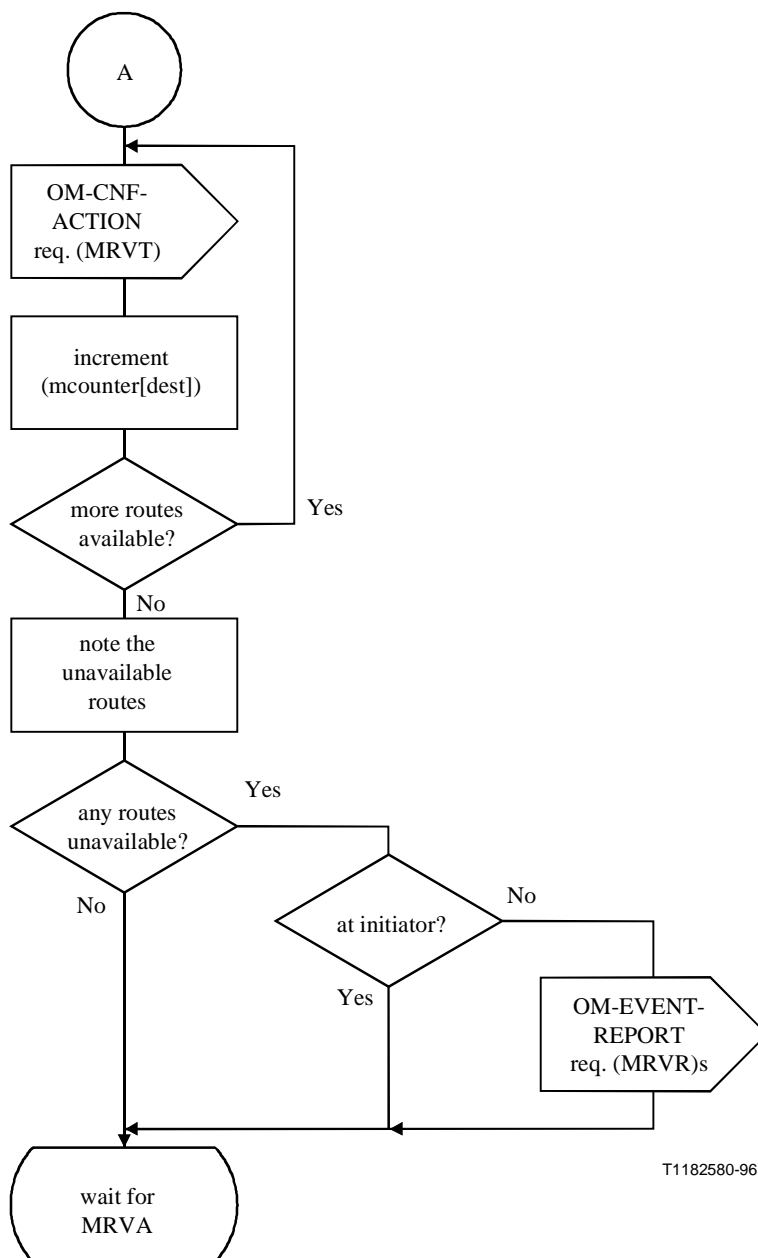 A
OM-CNF-
ACTION
req. (MRVT)
increment
(mcounter[dest])
more routes
available?
Yes
No
note the
unavailable
routes
any routes
unavailable?
Yes
No
at initiator?
No
Yes
OM-EVENT-
REPORT
req. (MRVR)s
T1182580-96
wait for
MRVA